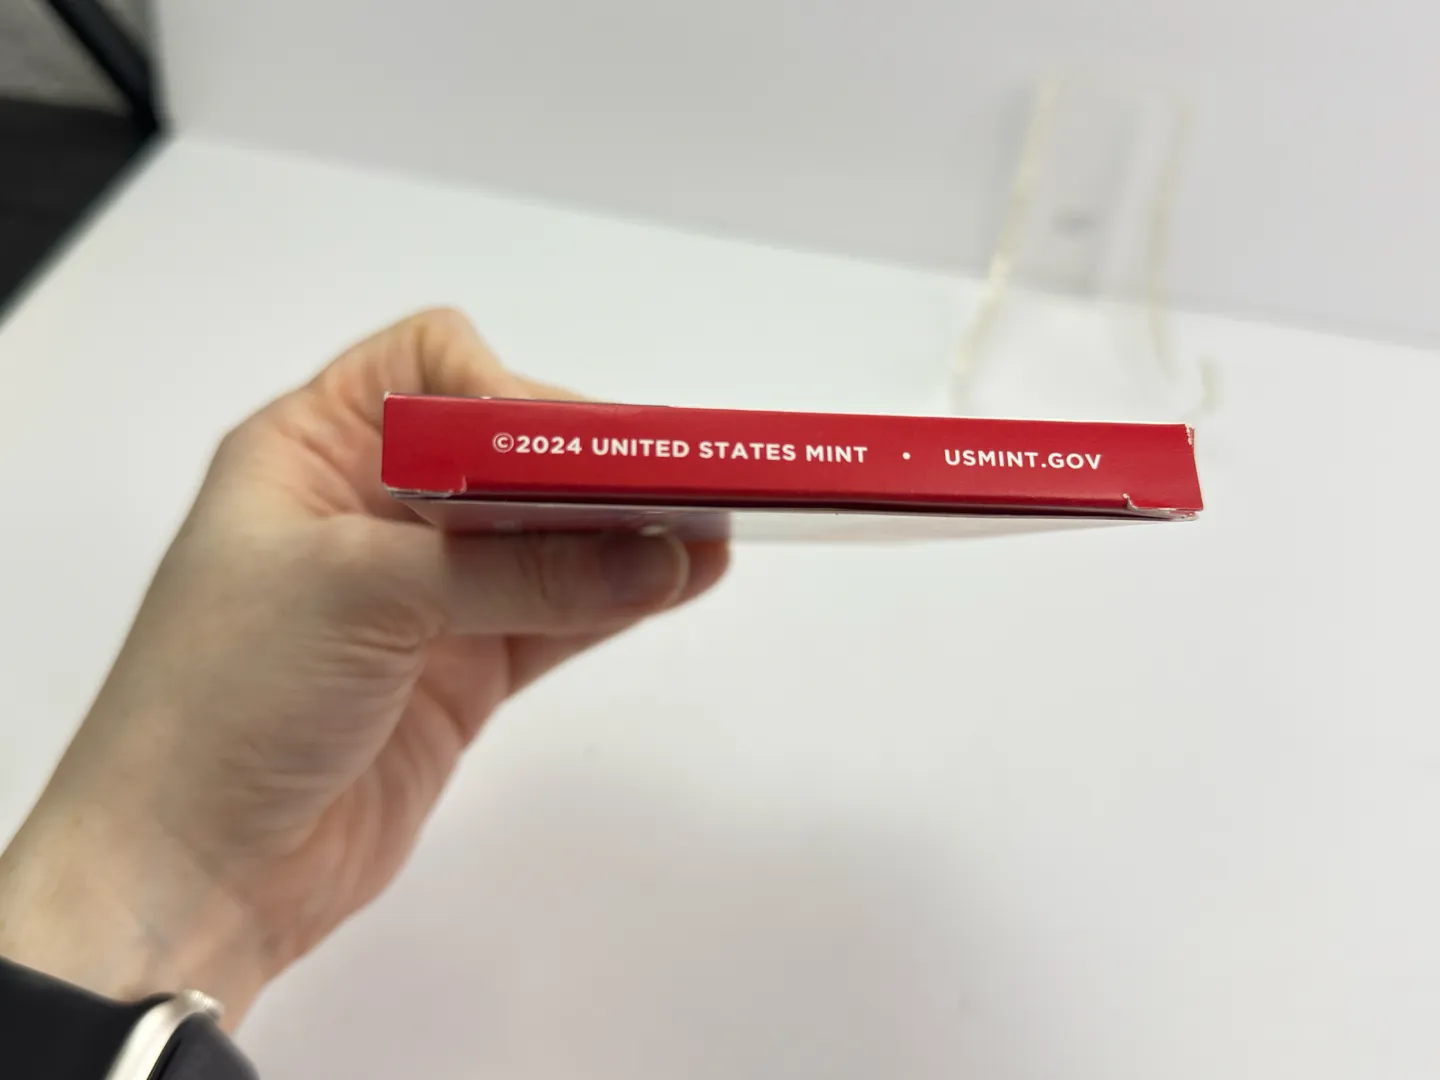 ©2024 UNITED STATES MINT • USMINT.GOV